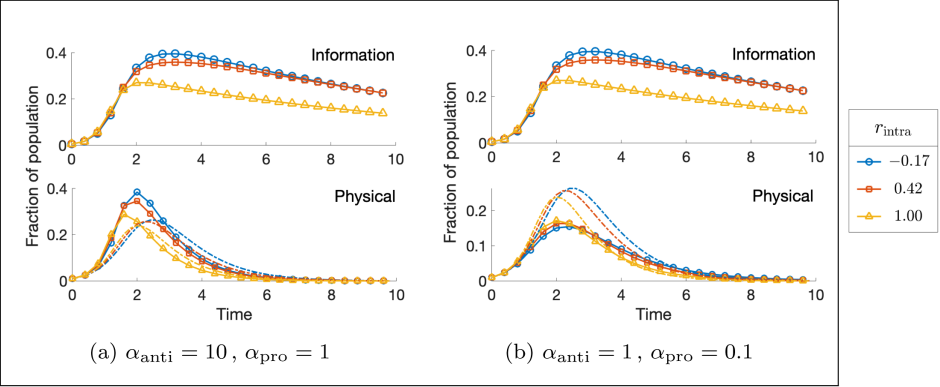 Fraction of population
0.4
0.2
0
Information
0 2 4 6 8 10
0.4
0.2
0
Physical
0 2 4 6 8 10
Time
(a) α_anti = 10 , α_pro = 1
Fraction of population
0.4
0.2
0
Information
0 2 4 6 8 10
0.2
0.1
0
Physical
0 2 4 6 8 10
Time
(b) α_anti = 1 , α_pro = 0.1
r_intra
−0.17
0.42
1.00